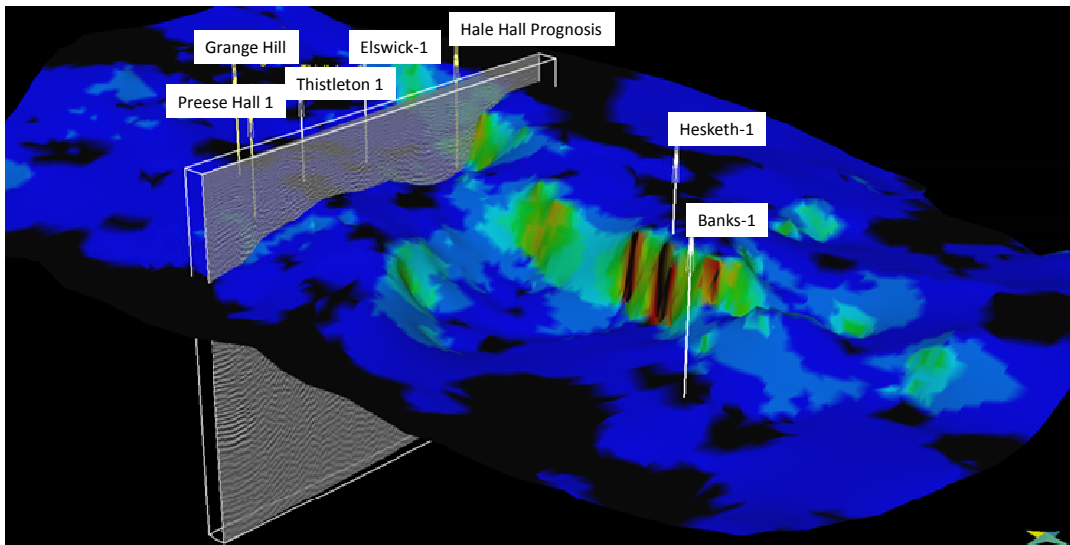 Hale Hall Prognosis
Grange Hill
Elswick-1
Thistleton 1
Preese Hall 1
Hesketh-1
Banks-1